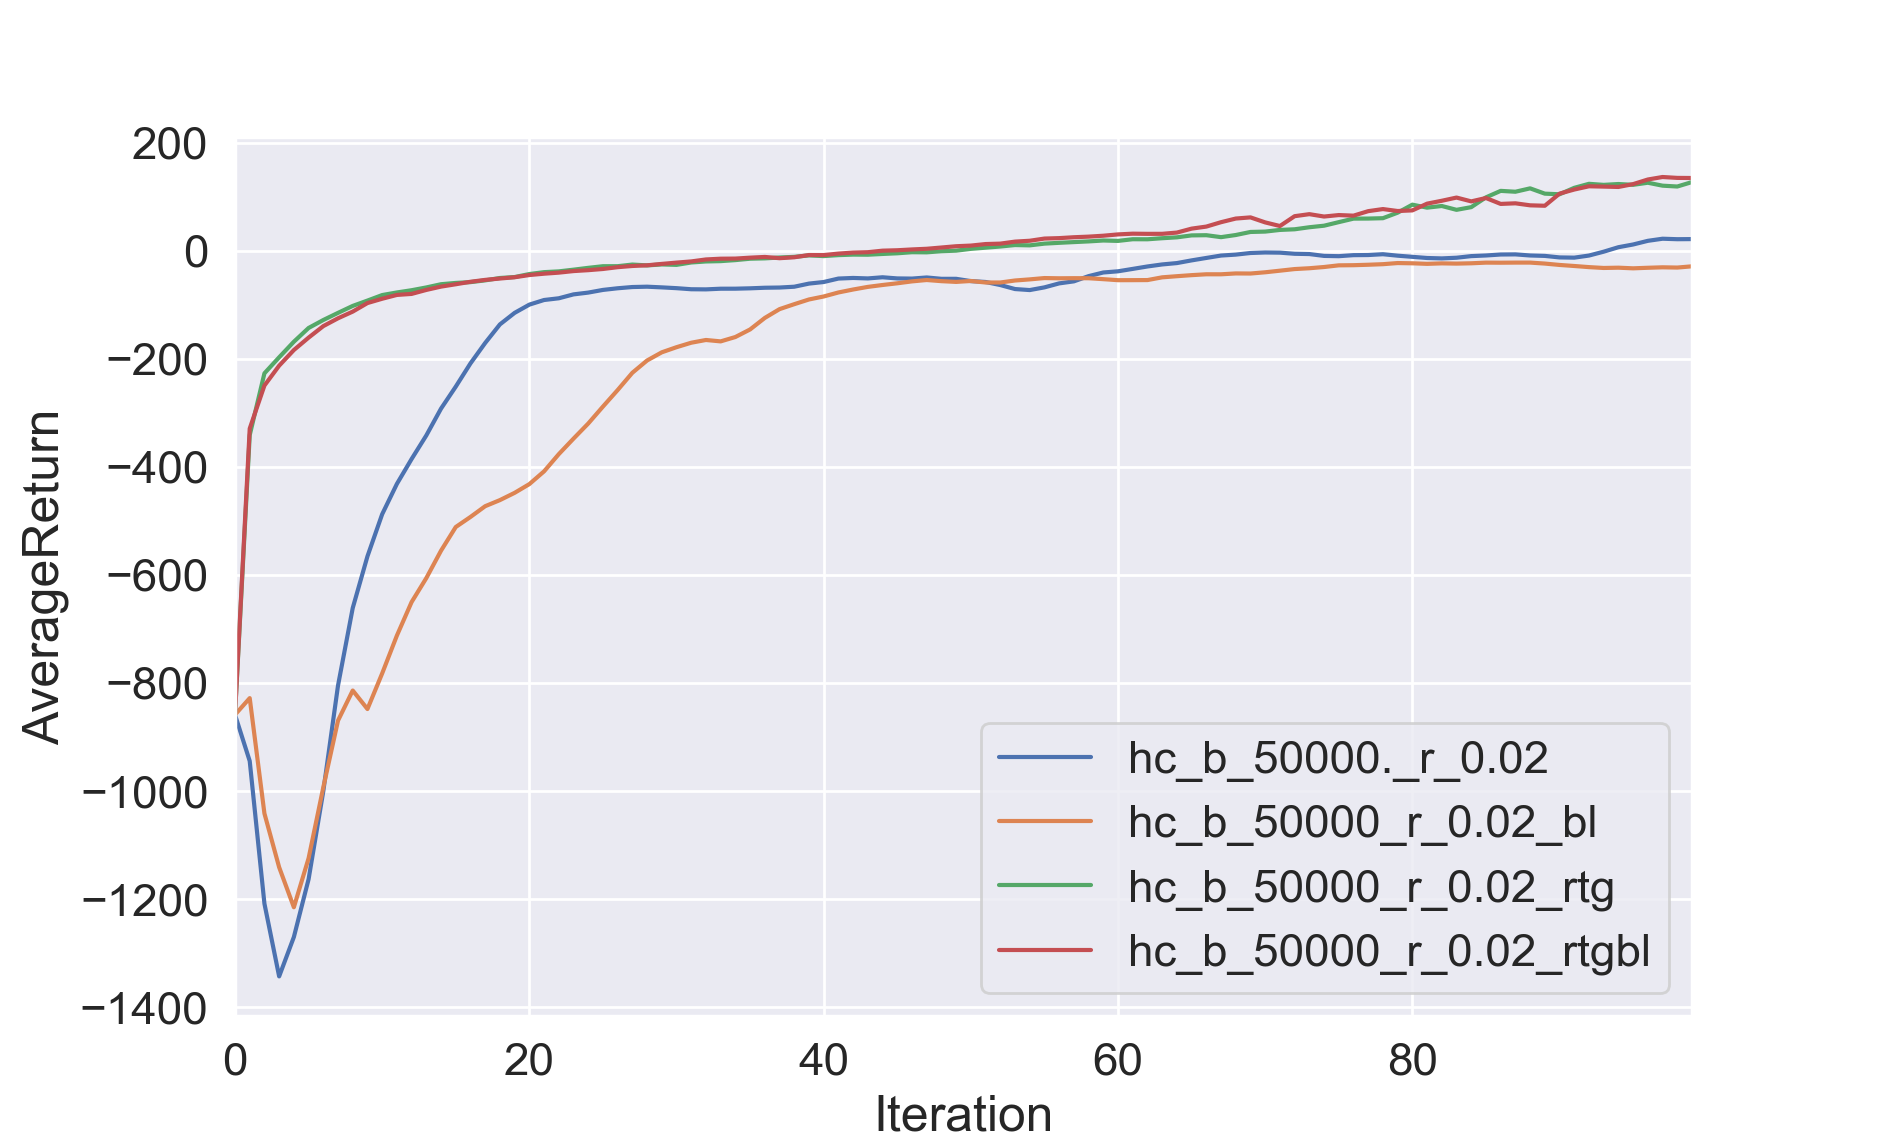 200
0
−200
−400
−600
−800
−1000
−1200
−1400
AverageReturn
0 20 40 60 80
Iteration
hc_b_50000._r_0.02
hc_b_50000_r_0.02_bl
hc_b_50000_r_0.02_rtg
hc_b_50000_r_0.02_rtgbl